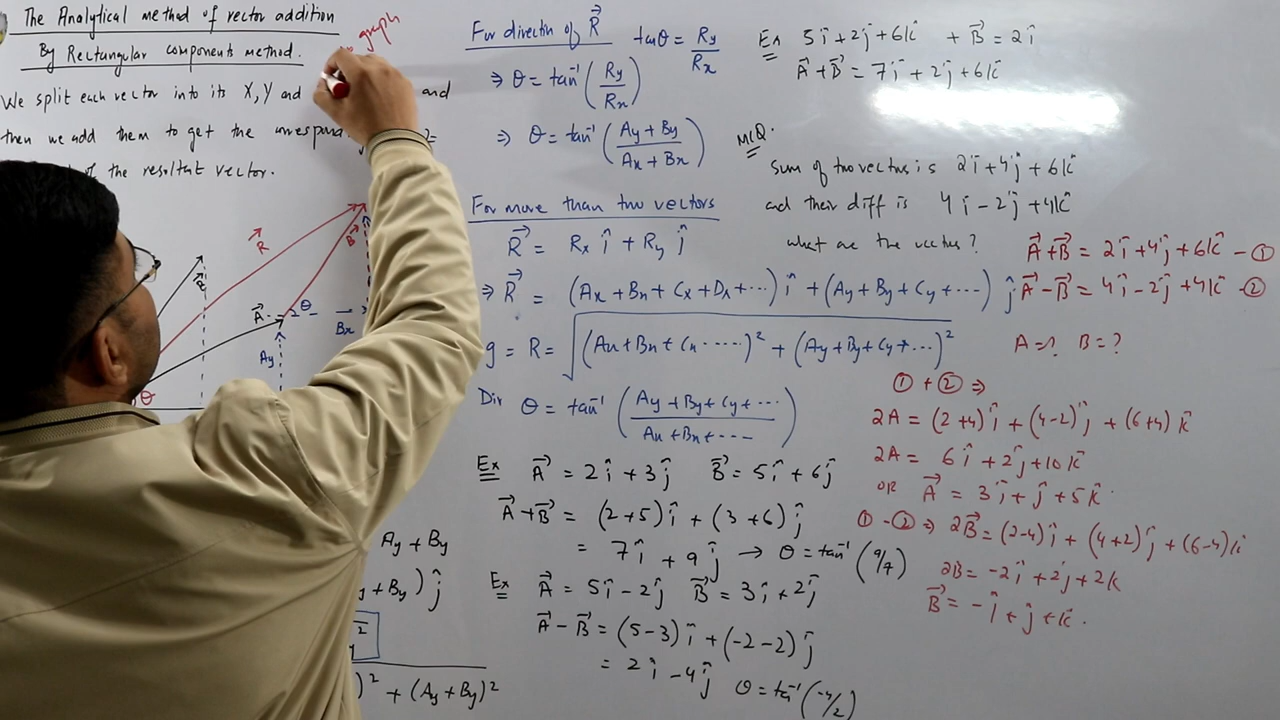 The Analytical method of vector addition
By Rectangular components method.
graph
We split each vector into its X, Y and and
then we add them to get the
of the resultant vector.
R⃗
B⃗
R⃗
A⃗
θ
Bx
Ay
θ
Ay + By
+ By ) ĵ
)² + (Ay + By)²
For directn of R⃗ tanθ = Ry/Rx
⇒ θ = tan⁻¹ (Ry/Rx)
⇒ θ = tan⁻¹ (Ay + By / Ax + Bx)
For more than two vectors
R⃗ = Rx î + Ry ĵ
⇒ R⃗ = (Ax + Bx + Cx + Dx + ...) î + (Ay + By + Cy + ...) ĵ
g = R = √(Ax + Bx + Cx .....)² + (Ay + By + Cy + ...)²
Dir θ = tan⁻¹ (Ay + By + Cy + ... / Ax + Bx + ...)
Ex A⃗ = 2î + 3ĵ B⃗ = 5î + 6ĵ
A⃗ + B⃗ = (2+5)î + (3+6)ĵ
= 7î + 9ĵ → θ = tan⁻¹ (9/7)
Ex A⃗ = 5î - 2ĵ B⃗ = 3î + 2ĵ
A⃗ - B⃗ = (5-3)î + (-2-2)ĵ
= 2î - 4ĵ θ = tan⁻¹(-4/2)
Ex 5î + 2ĵ + 6k̂ + B⃗ = 2î
A⃗ + B⃗ = 7î + 2ĵ + 6k̂
MCQ.
Sum of two vectors is 2î + 4ĵ + 6k̂
and their diff is 4î - 2ĵ + 4k̂
what are the vectors?
A⃗ + B⃗ = 2î + 4ĵ + 6k̂ - ①
A⃗ - B⃗ = 4î - 2ĵ + 4k̂ - ②
A = ?. B = ?
① + ② ⇒
2A = (2+4)î + (4-2)ĵ + (6+4)k̂
2A = 6î + 2ĵ + 10k̂
OR A⃗ = 3î + ĵ + 5k̂.
① - ② ⇒ 2B⃗ = (2-4)î + (4+2)ĵ + (6-4)k̂
2B = -2î + 2ĵ + 2k
B⃗ = -î + ĵ + k̂.